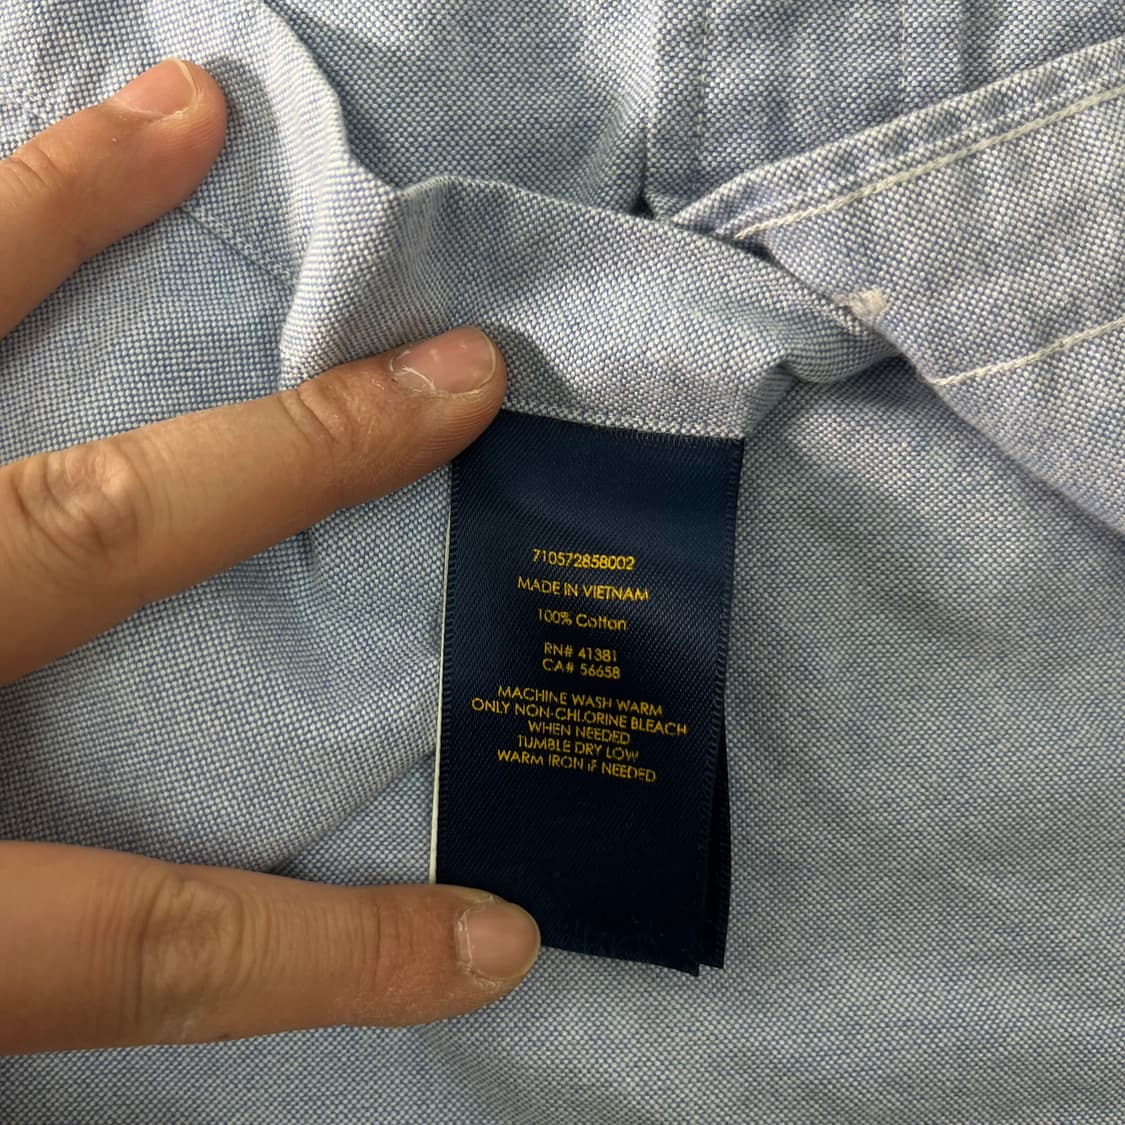 710572858002
MADE IN VIETNAM
100% Cotton
RN# 41381
CA# 56658
MACHINE WASH WARM
ONLY NON-CHLORINE BLEACH
WHEN NEEDED
TUMBLE DRY LOW
WARM IRON IF NEEDED